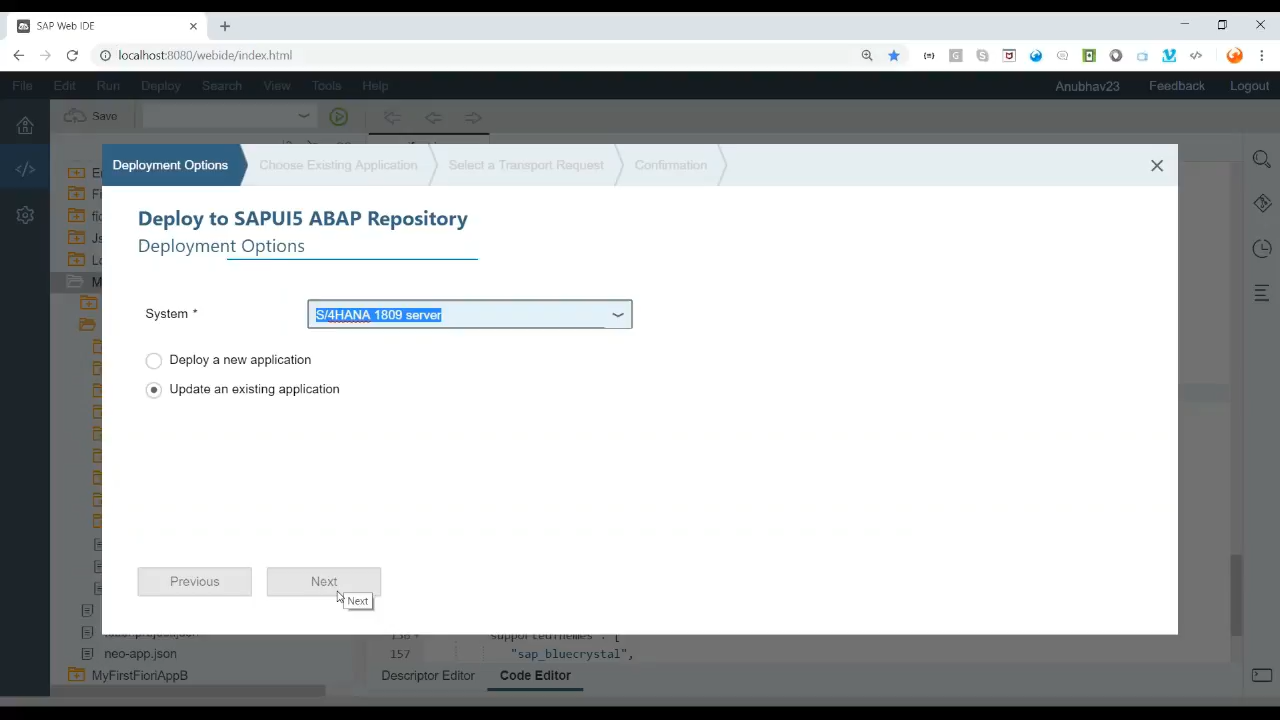 SAP Web IDE
localhost:8080/webide/index.html
File Edit Run Deploy Search View Tools Help Anubhav23 Feedback Logout
Save
Deployment Options Choose Existing Application Select a Transport Request Confirmation
Deploy to SAPUI5 ABAP Repository
Deployment Options
System * S/4HANA 1809 server
Deploy a new application
Update an existing application
Previous Next
Next
157 "sap_bluecrystal",
neo-app.json
MyFirstFioriAppB
Descriptor Editor Code Editor